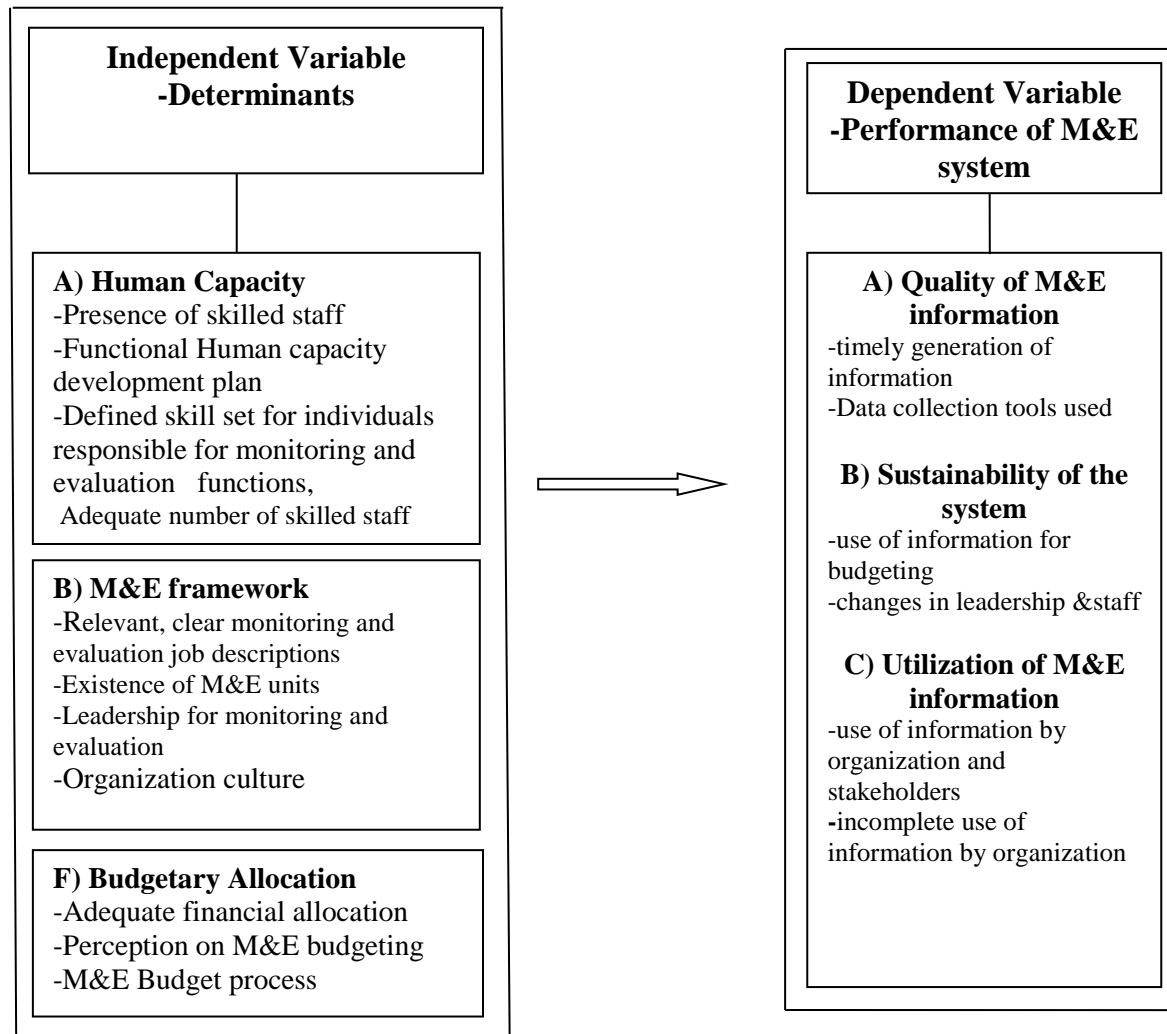 Independent Variable
-Determinants
A) Human Capacity
-Presence of skilled staff
-Functional Human capacity
development plan
-Defined skill set for individuals
responsible for monitoring and
evaluation functions,
Adequate number of skilled staff
B) M&E framework
-Relevant, clear monitoring and
evaluation job descriptions
-Existence of M&E units
-Leadership for monitoring and
evaluation
-Organization culture
F) Budgetary Allocation
-Adequate financial allocation
-Perception on M&E budgeting
-M&E Budget process
Dependent Variable
-Performance of M&E
system
A) Quality of M&E
information
-timely generation of
information
-Data collection tools used
B) Sustainability of the
system
-use of information for
budgeting
-changes in leadership &staff
C) Utilization of M&E
information
-use of information by
organization and
stakeholders
-incomplete use of
information by organization